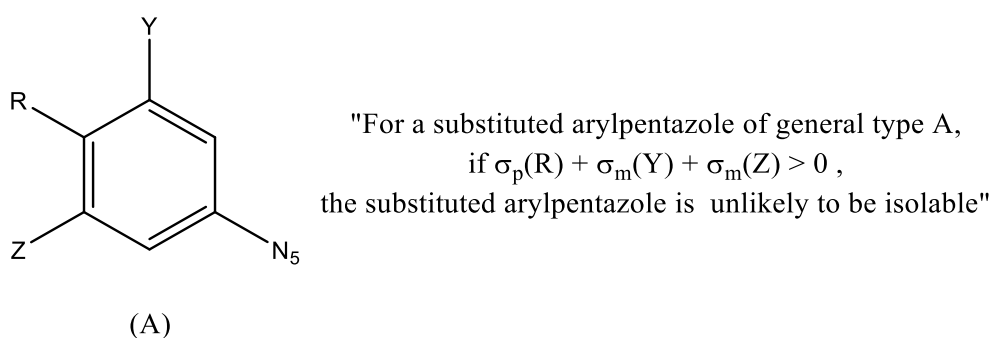 Y
R
"For a substituted arylpentazole of general type A,
if σp(R) + σm(Y) + σm(Z) > 0 ,
the substituted arylpentazole is unlikely to be isolable"
Z
N5
(A)